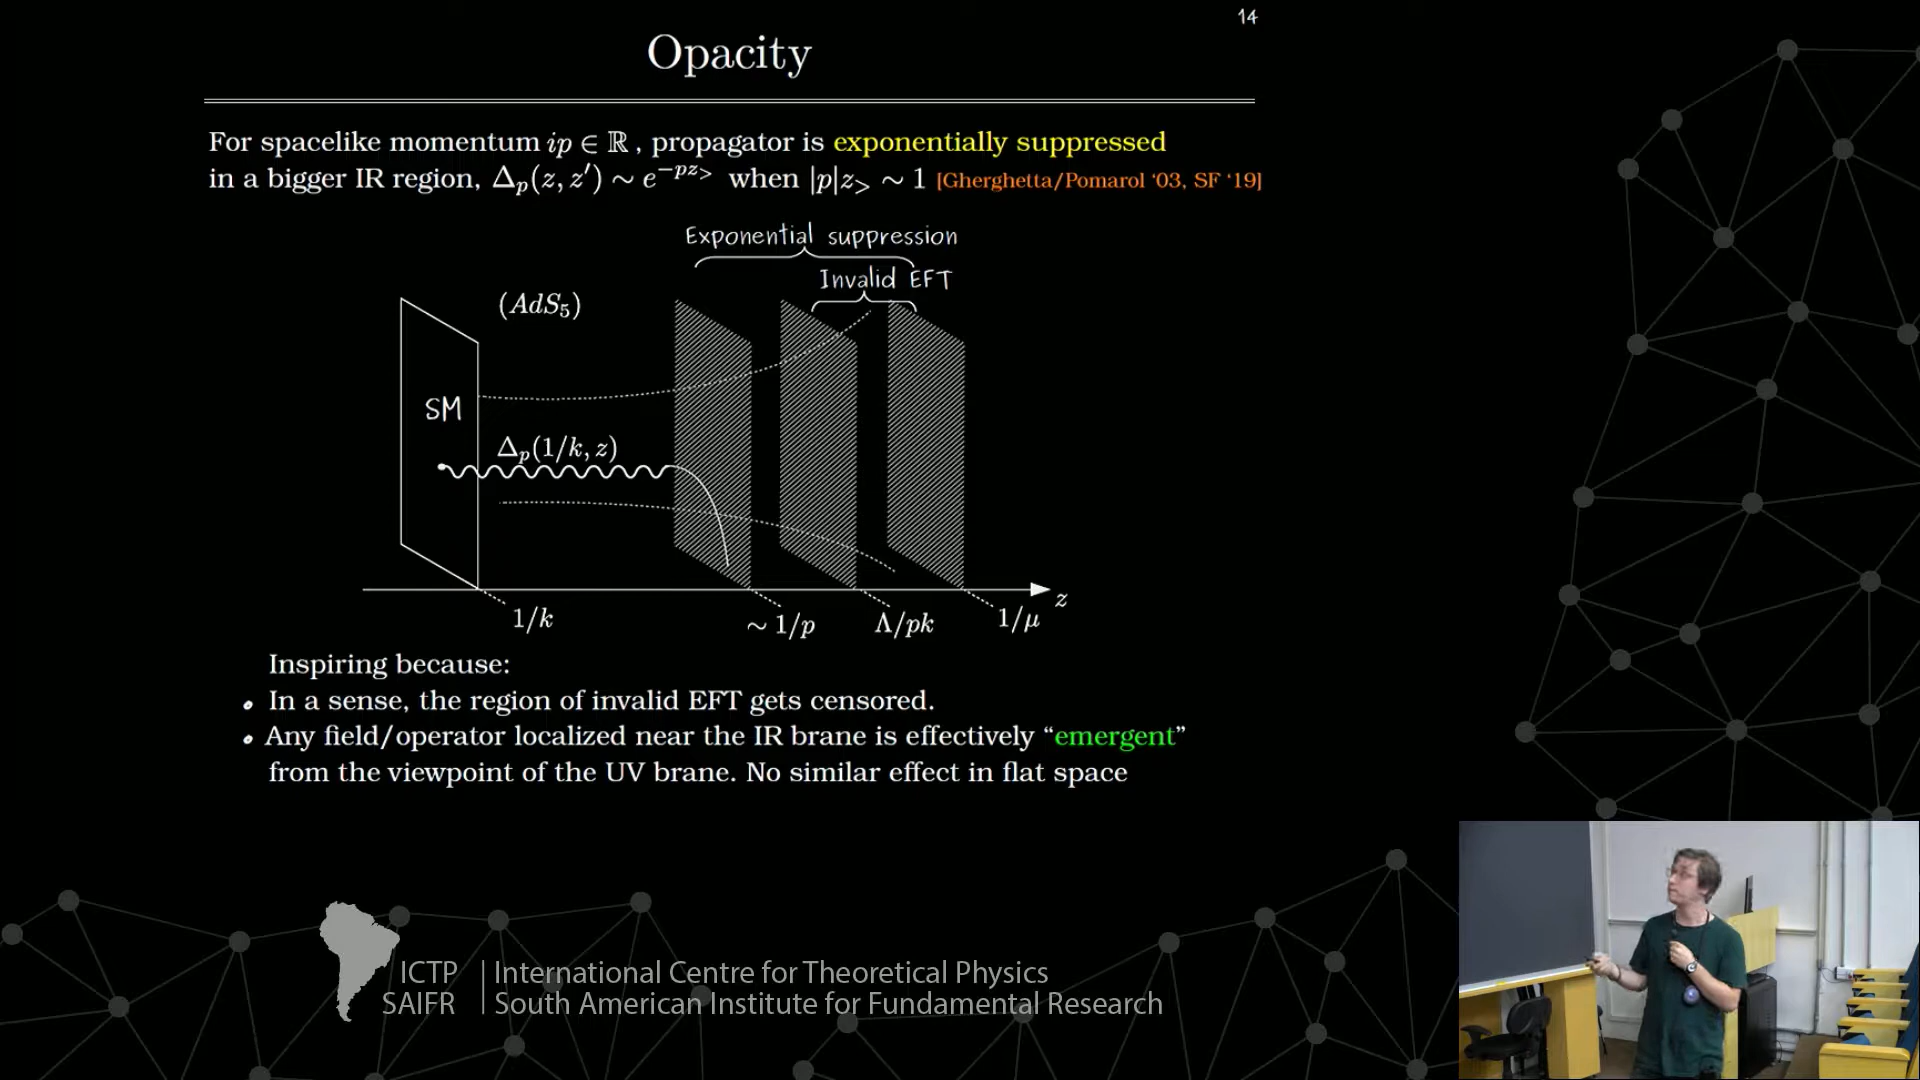 14
Opacity
For spacelike momentum ip ∈ ℝ , propagator is exponentially suppressed
in a bigger IR region, Δₚ(z, z′) ∼ e^{−pz_>} when |p|z_> ∼ 1 [Gherghetta/Pomarol ‘03, SF ‘19]
Exponential suppression
Invalid EFT
(AdS₅)
SM
Δₚ(1/k, z)
1/k
∼ 1/p
Λ/pk
1/μ
z
Inspiring because:
• In a sense, the region of invalid EFT gets censored.
• Any field/operator localized near the IR brane is effectively “emergent”
from the viewpoint of the UV brane. No similar effect in flat space
ICTP | International Centre for Theoretical Physics
SAIFR | South American Institute for Fundamental Research